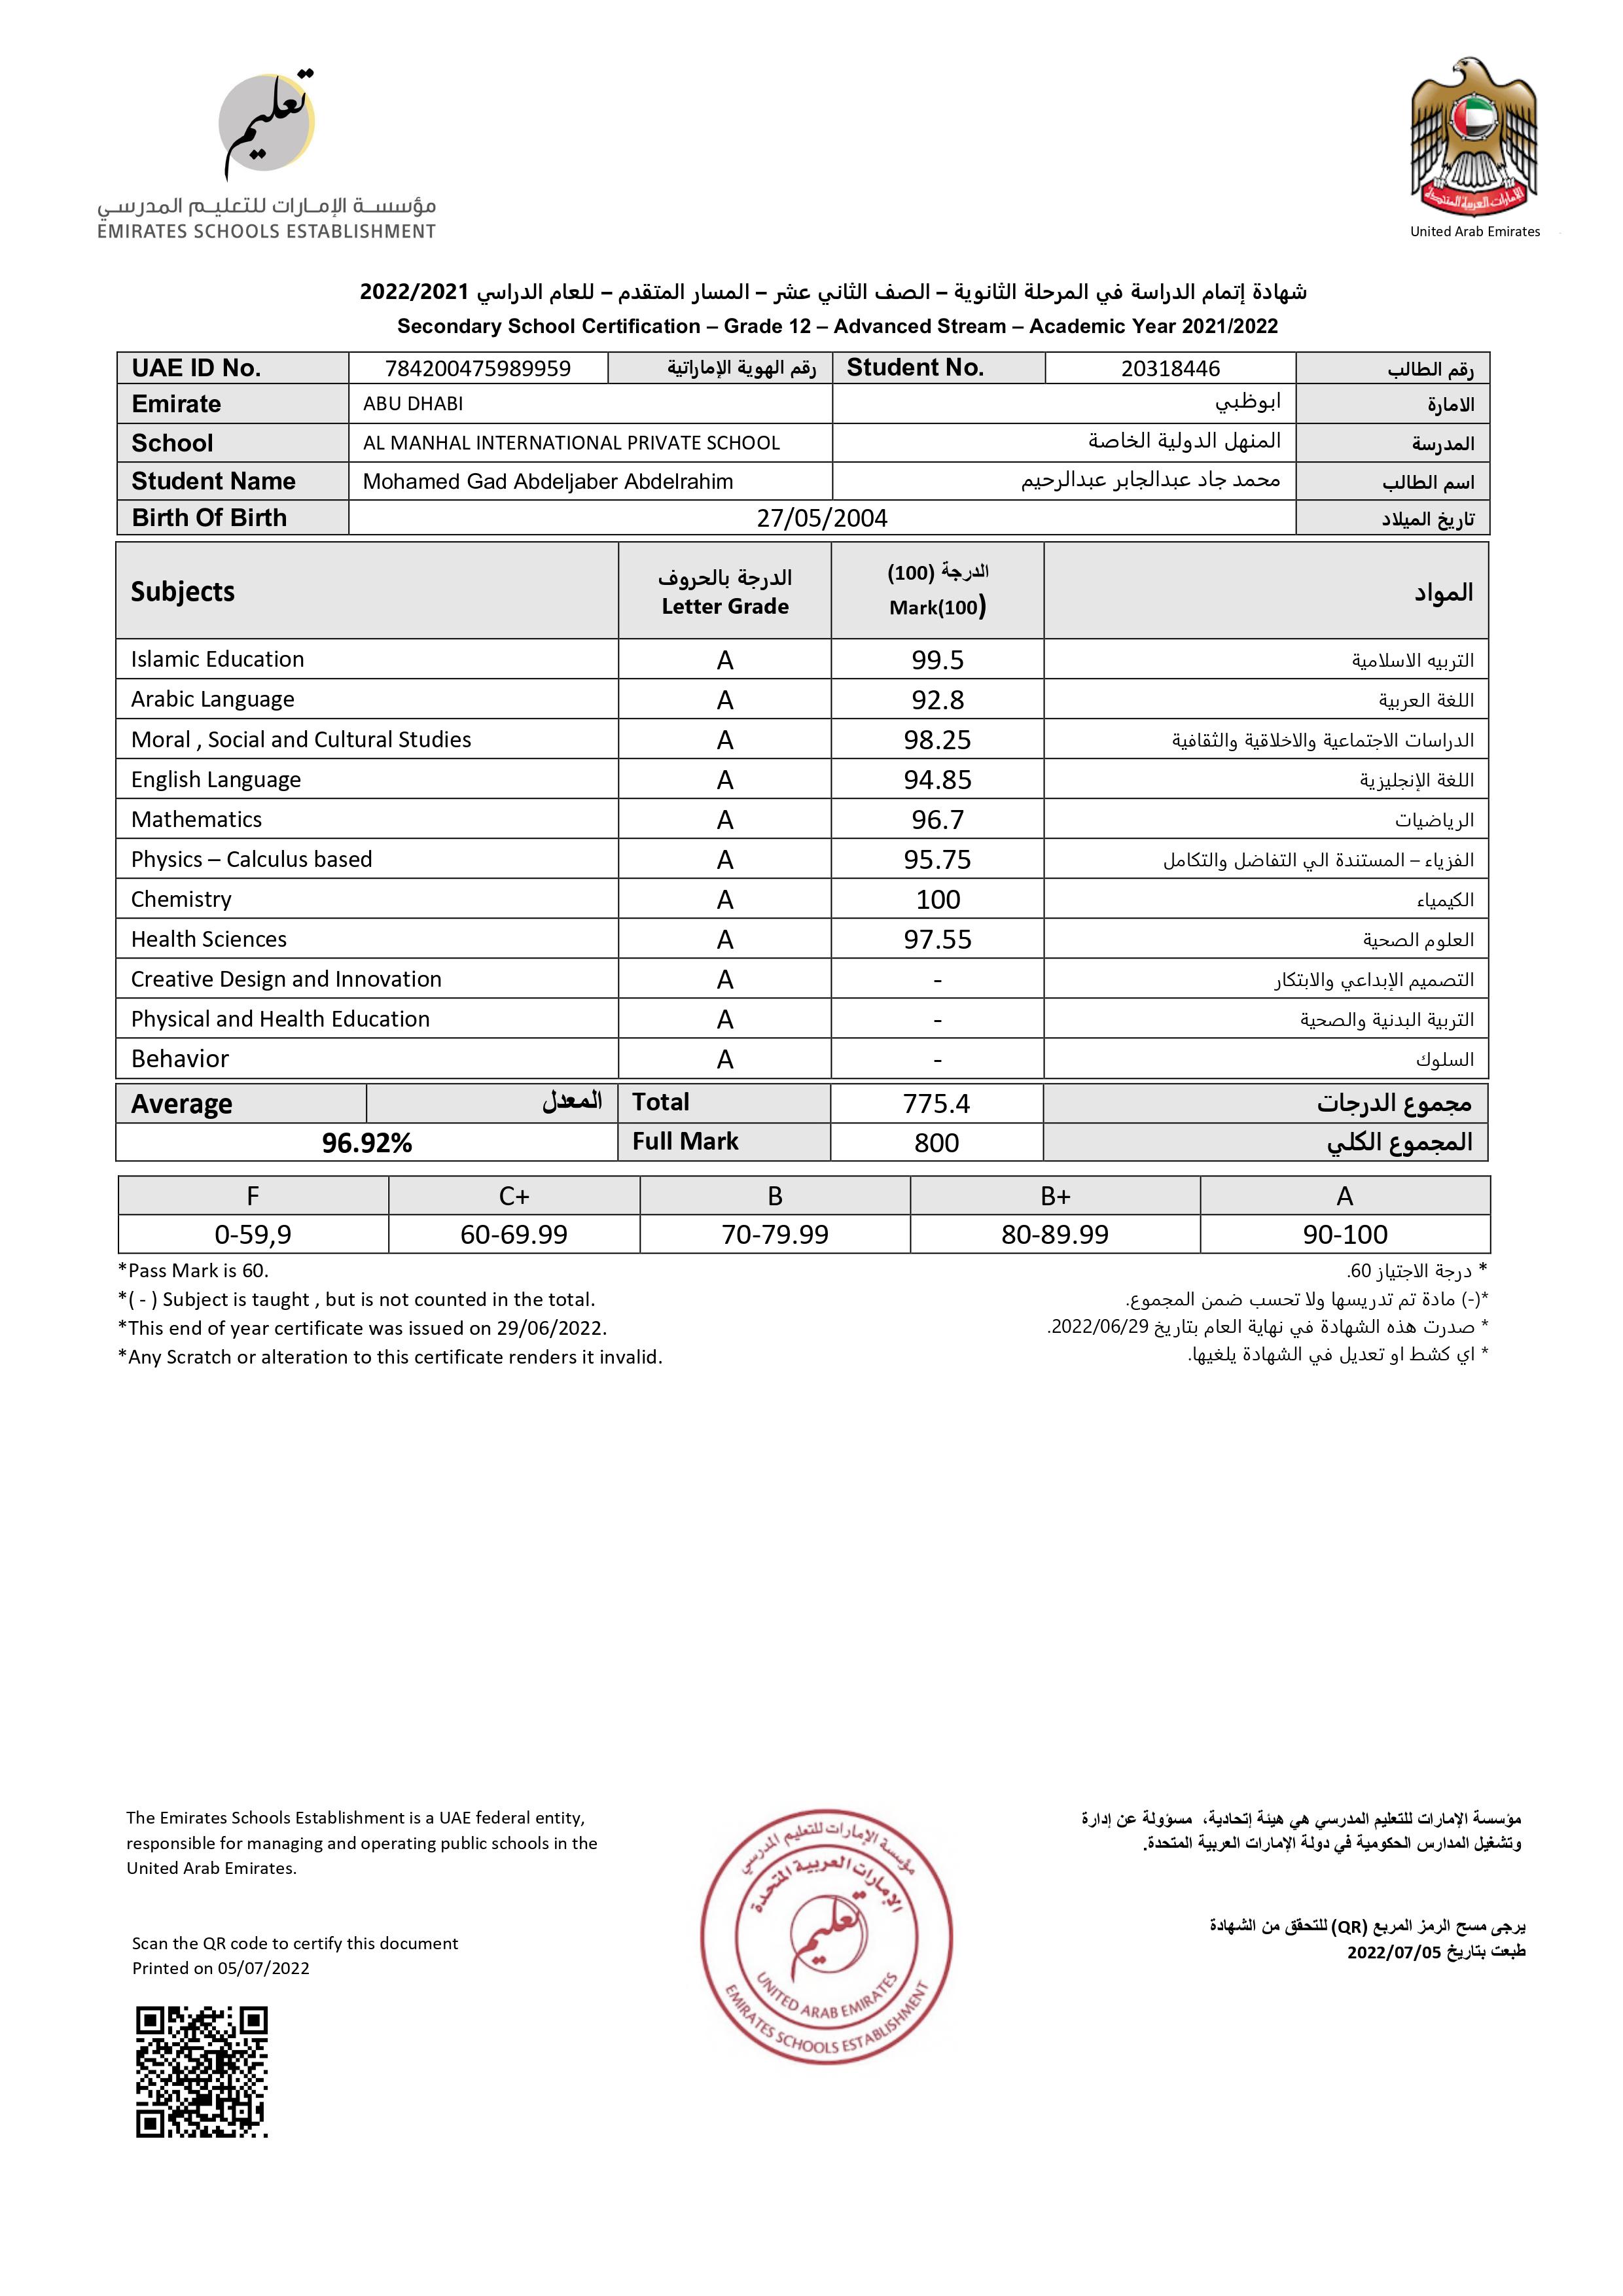 تعليم
مؤسسة الإمارات للتعليم المدرسي
EMIRATES SCHOOLS ESTABLISHMENT
الإمارات العربية المتحدة
United Arab Emirates
شهادة إتمام الدراسة في المرحلة الثانوية – الصف الثاني عشر – المسار المتقدم – للعام الدراسي 2022/2021
Secondary School Certification – Grade 12 – Advanced Stream – Academic Year 2021/2022
UAE ID No. 784200475989959 رقم الهوية الإماراتية Student No. 20318446 رقم الطالب
Emirate ABU DHABI ابوظبي الامارة
School AL MANHAL INTERNATIONAL PRIVATE SCHOOL المنهل الدولية الخاصة المدرسة
Student Name Mohamed Gad Abdeljaber Abdelrahim محمد جاد عبدالجابر عبدالرحيم اسم الطالب
Birth Of Birth 27/05/2004 تاريخ الميلاد
Subjects الدرجة بالحروف الدرجة (100) المواد
Letter Grade Mark(100)
Islamic Education A 99.5 التربيه الاسلامية
Arabic Language A 92.8 اللغة العربية
Moral , Social and Cultural Studies A 98.25 الدراسات الاجتماعية والاخلاقية والثقافية
English Language A 94.85 اللغة الإنجليزية
Mathematics A 96.7 الرياضيات
Physics – Calculus based A 95.75 الفزياء – المستندة الي التفاضل والتكامل
Chemistry A 100 الكيمياء
Health Sciences A 97.55 العلوم الصحية
Creative Design and Innovation A - التصميم الإبداعي والابتكار
Physical and Health Education A - التربية البدنية والصحية
Behavior A - السلوك
Average المعدل Total 775.4 مجموع الدرجات
96.92% Full Mark 800 المجموع الكلي
F C+ B B+ A
0-59,9 60-69.99 70-79.99 80-89.99 90-100
*Pass Mark is 60. * درجة الاجتياز 60.
*( - ) Subject is taught , but is not counted in the total. *(-) مادة تم تدريسها ولا تحسب ضمن المجموع.
*This end of year certificate was issued on 29/06/2022. * صدرت هذه الشهادة في نهاية العام بتاريخ 2022/06/29.
*Any Scratch or alteration to this certificate renders it invalid. * اي كشط او تعديل في الشهادة يلغيها.
The Emirates Schools Establishment is a UAE federal entity,
responsible for managing and operating public schools in the
United Arab Emirates.
مؤسسة الإمارات للتعليم المدرسي هي هيئة إتحادية، مسؤولة عن إدارة
وتشغيل المدارس الحكومية في دولة الإمارات العربية المتحدة.
مؤسسة الإمارات للتعليم المدرسي
الإمارات العربية المتحدة
تعليم
UNITED ARAB EMIRATES
EMIRATES SCHOOLS ESTABLISHMENT
Scan the QR code to certify this document
Printed on 05/07/2022
يرجى مسح الرمز المربع (QR) للتحقق من الشهادة
طبعت بتاريخ 2022/07/05